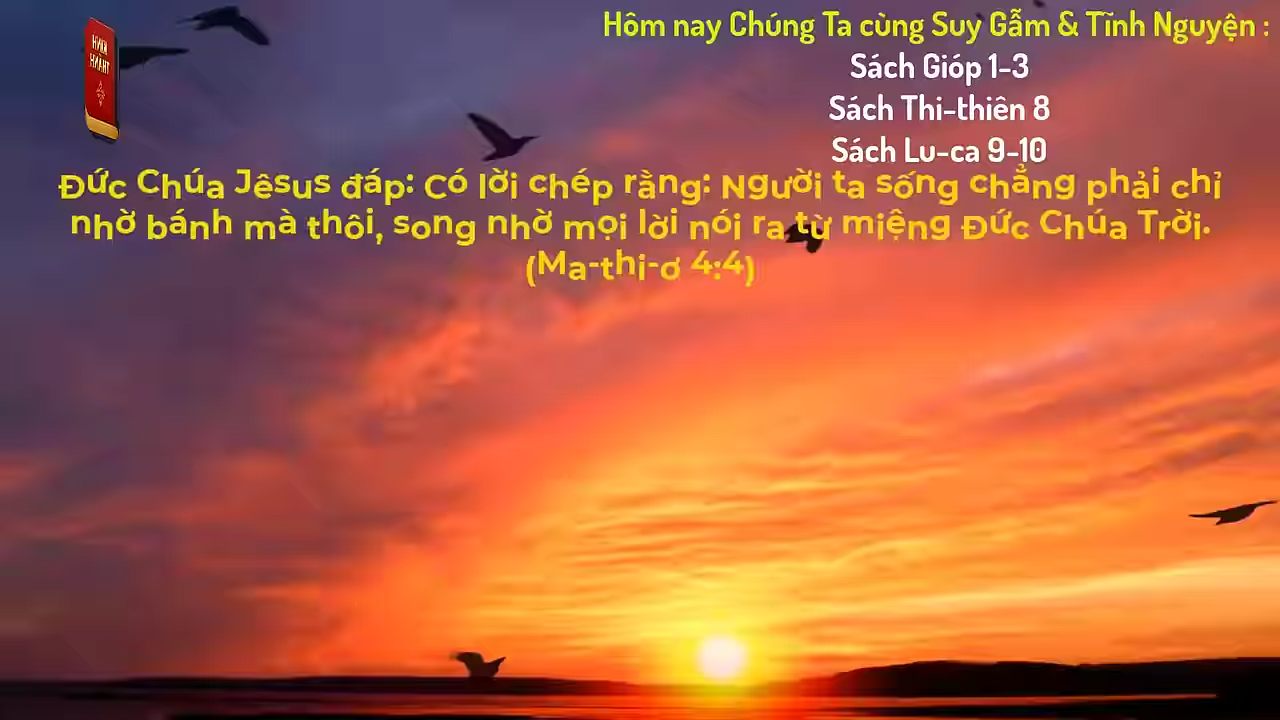 KINH
THÁNH
Hôm nay Chúng Ta cùng Suy Gẫm & Tĩnh Nguyện :
Sách Gióp 1-3
Sách Thi-thiên 8
Sách Lu-ca 9-10
Đức Chúa Jêsus đáp: Có lời chép rằng: Người ta sống chẳng phải chỉ
nhờ bánh mà thôi, song nhờ mọi lời nói ra từ miệng Đức Chúa Trời.
(Ma-thi-ơ 4:4)